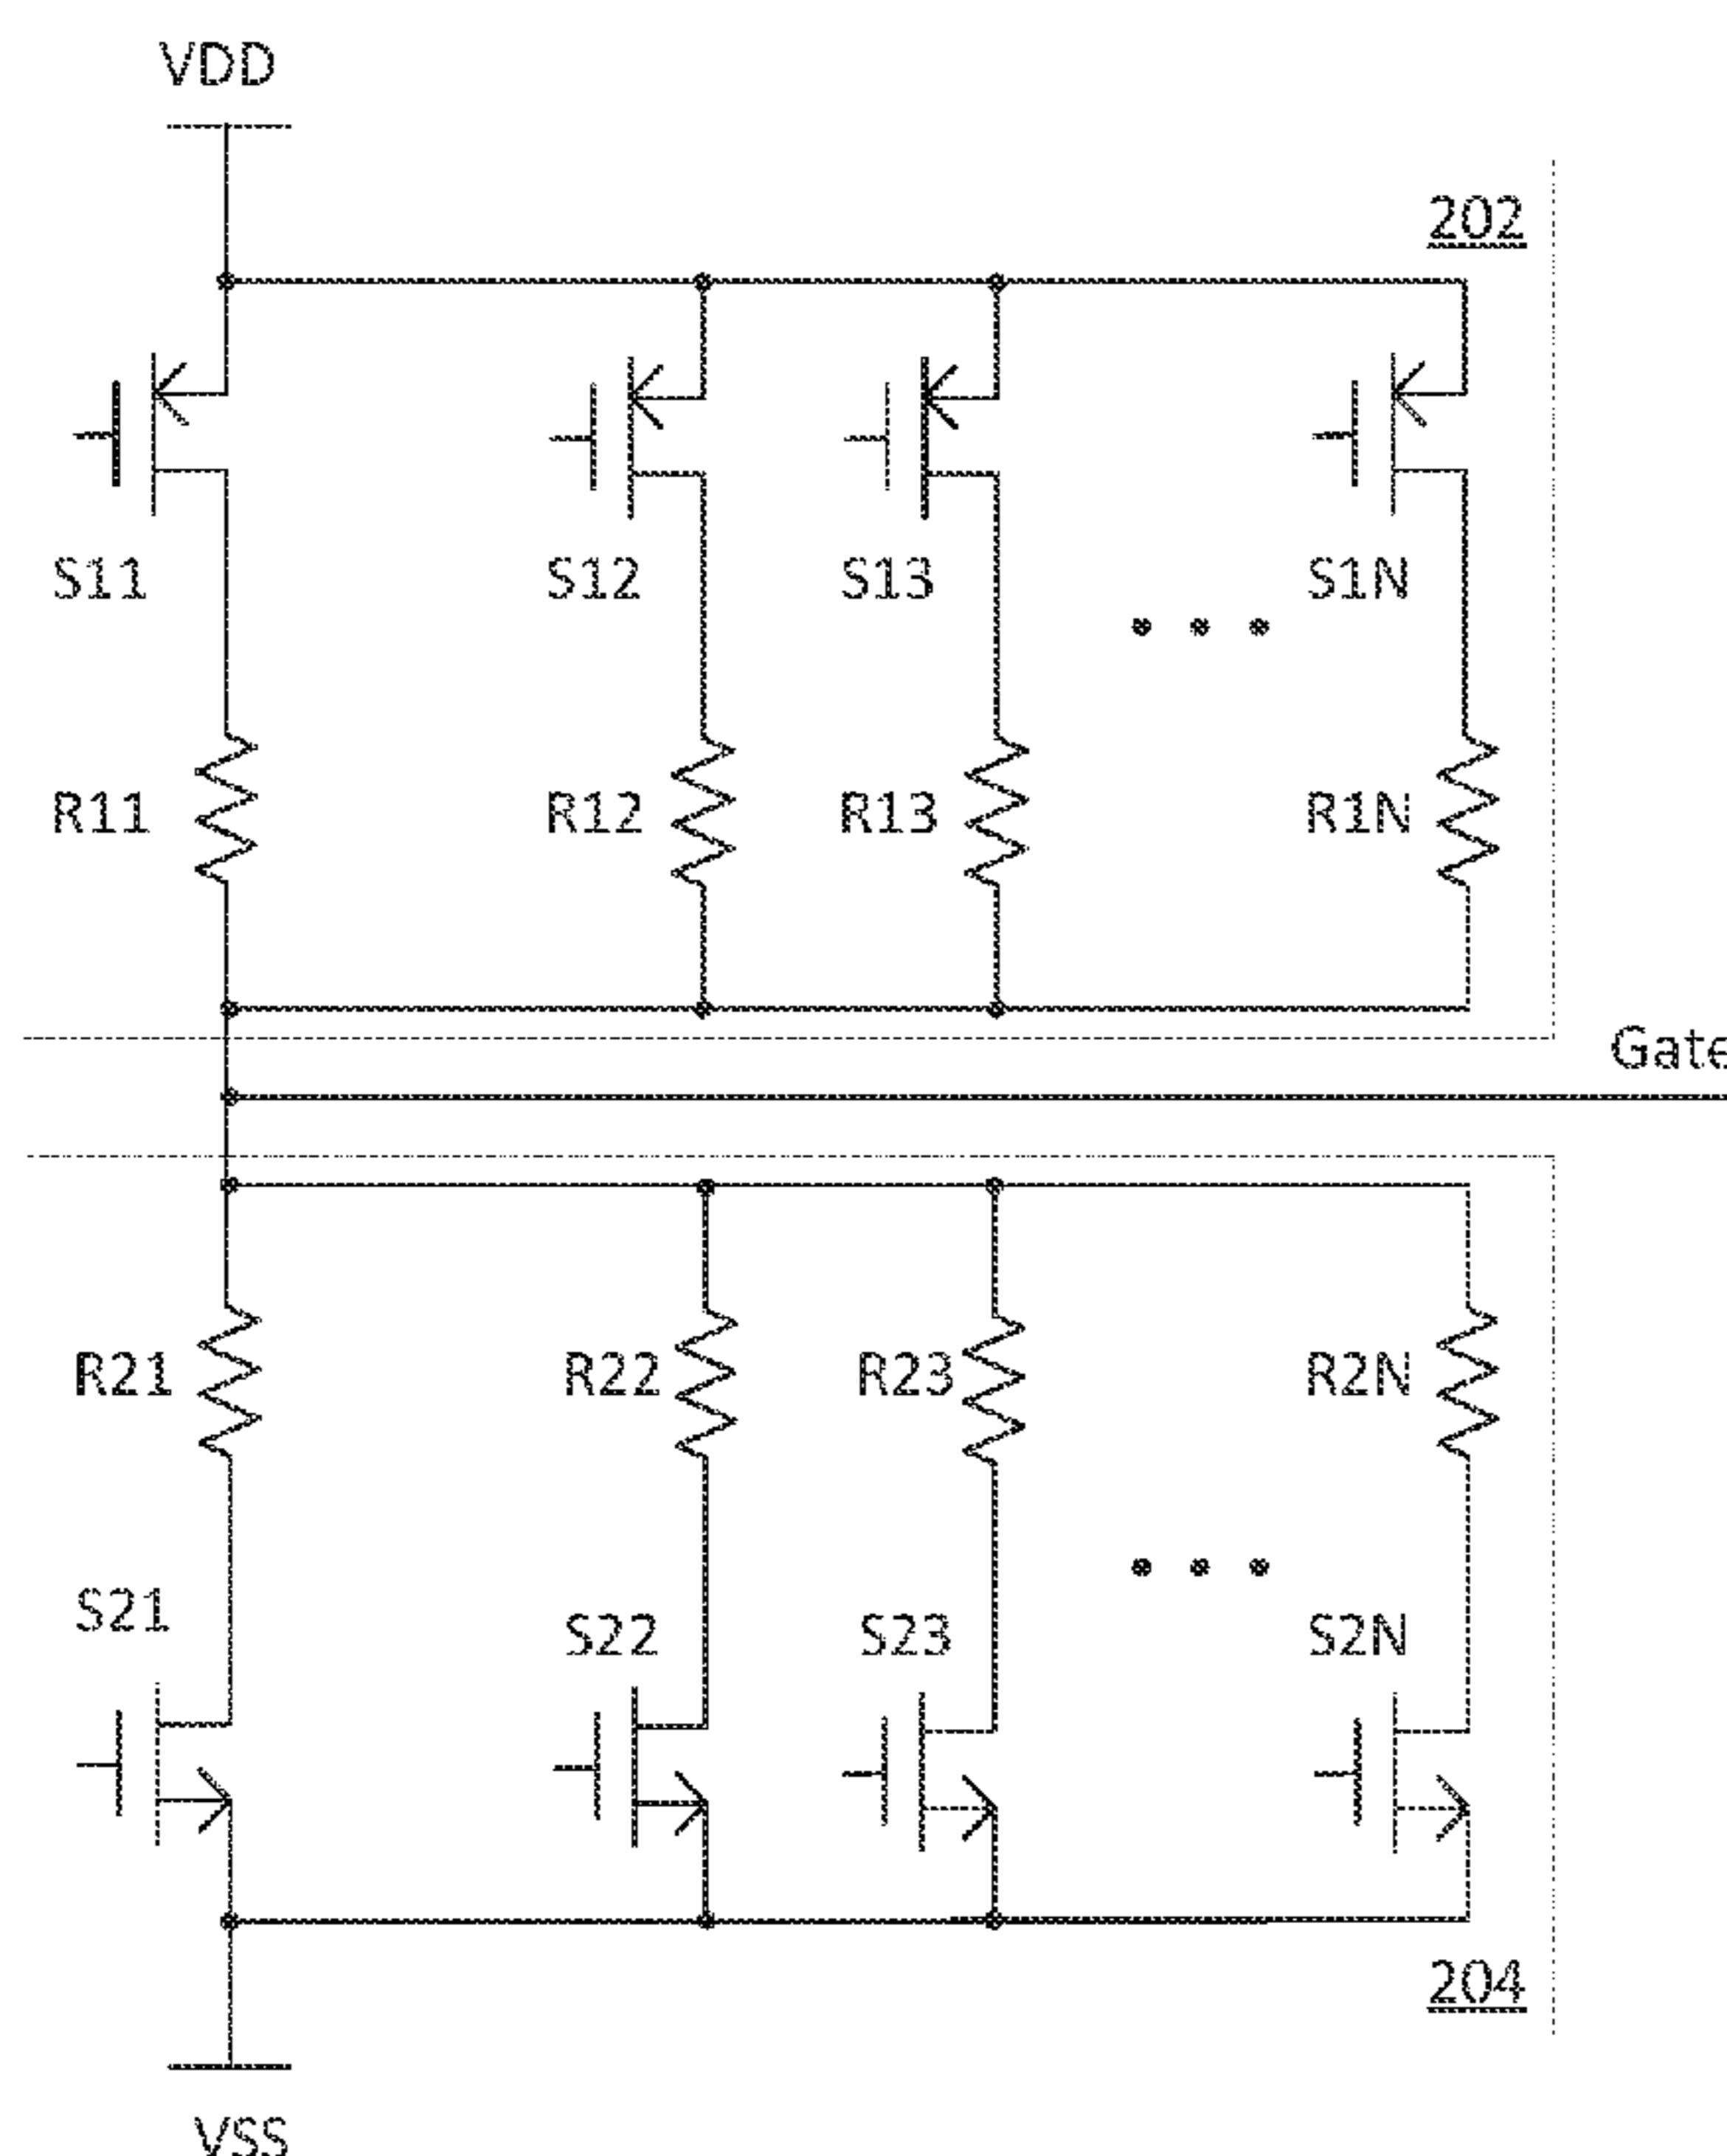 VDD
202
S11 S12 S13 S1N
R11 R12 R13 R1N
Gate
R21 R22 R23 R2N
S21 S22 S23 S2N
204
VSS